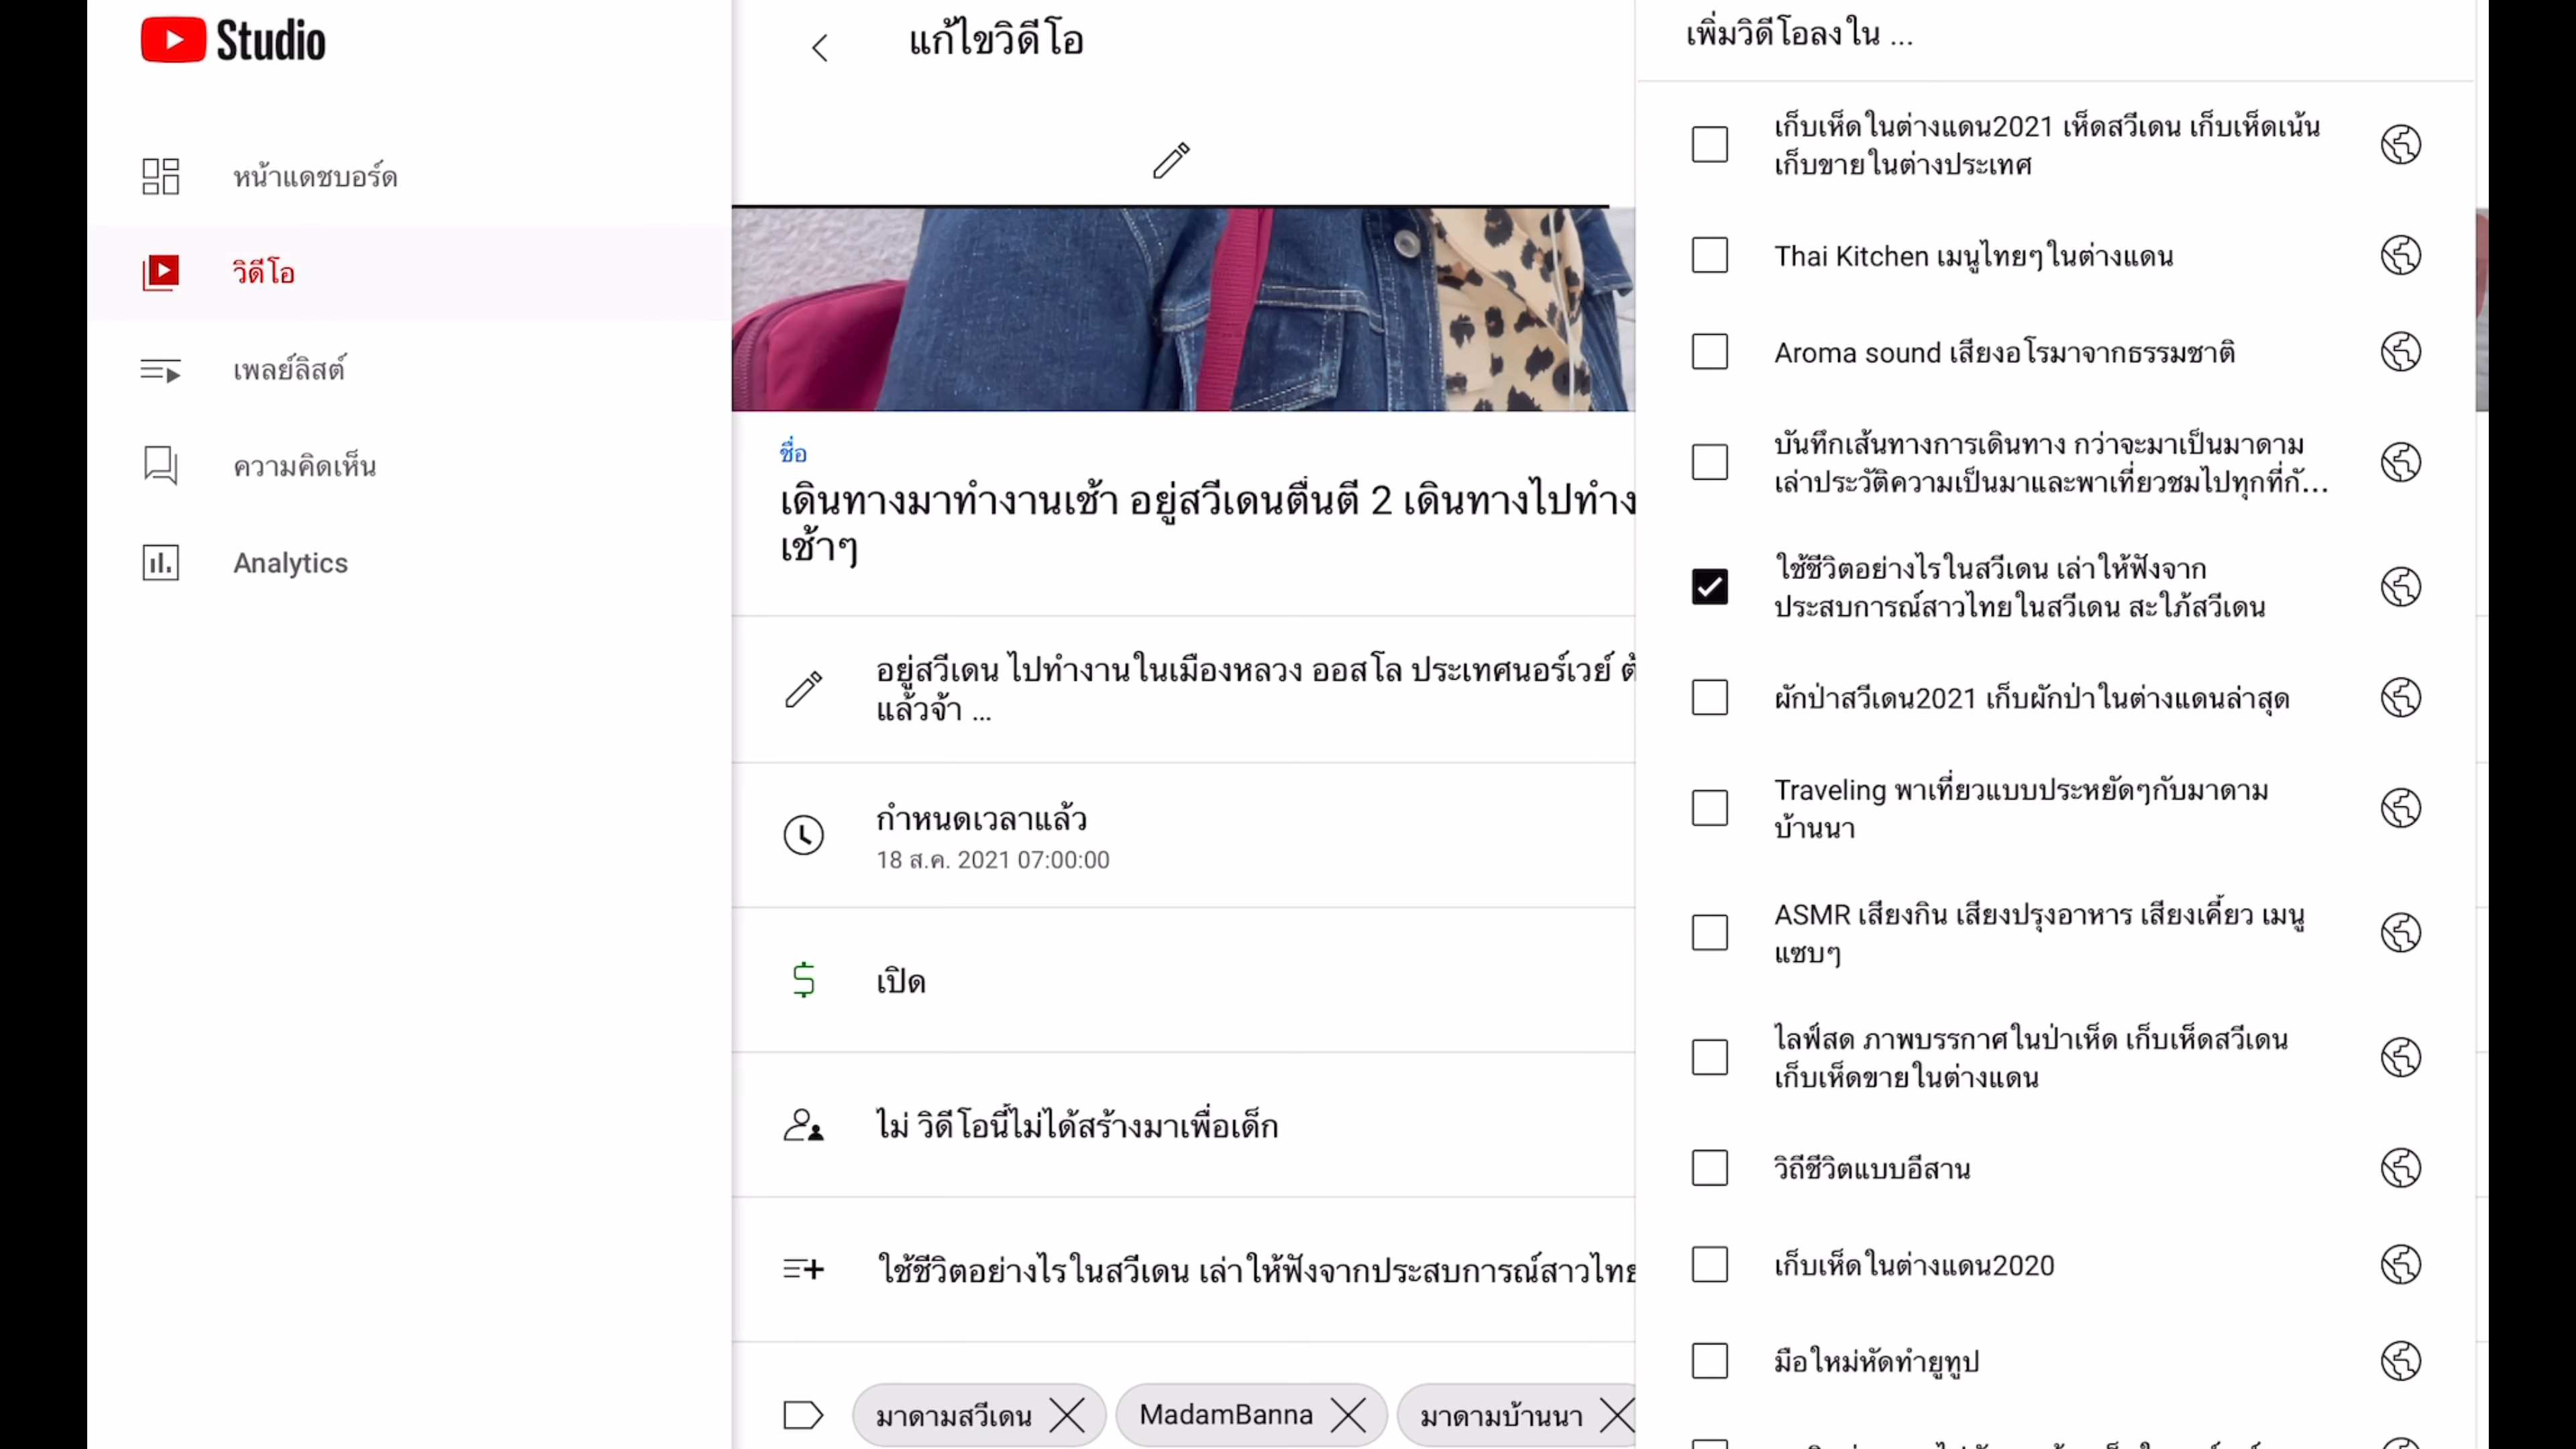 Studio
หน้าแดชบอร์ด
วิดีโอ
เพลย์ลิสต์
ความคิดเห็น
Analytics
แก้ไขวิดีโอ
ชื่อ
เดินทางมาทำงานเช้า อยู่สวีเดนตื่นตี 2 เดินทางไปทำง
เช้าๆ
อยู่สวีเดน ไปทำงานในเมืองหลวง ออสโล ประเทศนอร์เวย์
แล้วจ้า ...
กำหนดเวลาแล้ว
18 ส.ค. 2021 07:00:00
เปิด
ไม่ วิดีโอนี้ไม่ได้สร้างมาเพื่อเด็ก
ใช้ชีวิตอย่างไรในสวีเดน เล่าให้ฟังจากประสบการณ์สาวไทย
มาดามสวีเดน
MadamBanna
มาดามบ้านนา
เพิ่มวิดีโอลงใน ...
เก็บเห็ดในต่างแดน2021 เห็ดสวีเดน เก็บเห็ดเน้น
เก็บขายในต่างประเทศ
Thai Kitchen เมนูไทยๆในต่างแดน
Aroma sound เสียงอโรมาจากธรรมชาติ
บันทึกเส้นทางการเดินทาง กว่าจะมาเป็นมาดาม
เล่าประวัติความเป็นมาและพาเที่ยวชมไปทุกที่กั...
ใช้ชีวิตอย่างไรในสวีเดน เล่าให้ฟังจาก
ประสบการณ์สาวไทยในสวีเดน สะใภ้สวีเดน
ผักป่าสวีเดน2021 เก็บผักป่าในต่างแดนล่าสุด
Traveling พาเที่ยวแบบประหยัดๆกับมาดาม
บ้านนา
ASMR เสียงกิน เสียงปรุงอาหาร เสียงเคี้ยว เมนู
แซบๆ
ไลฟ์สด ภาพบรรกาศในป่าเห็ด เก็บเห็ดสวีเดน
เก็บเห็ดขายในต่างแดน
วิถีชีวิตแบบอีสาน
เก็บเห็ดในต่างแดน2020
มือใหม่หัดทำยูทูป